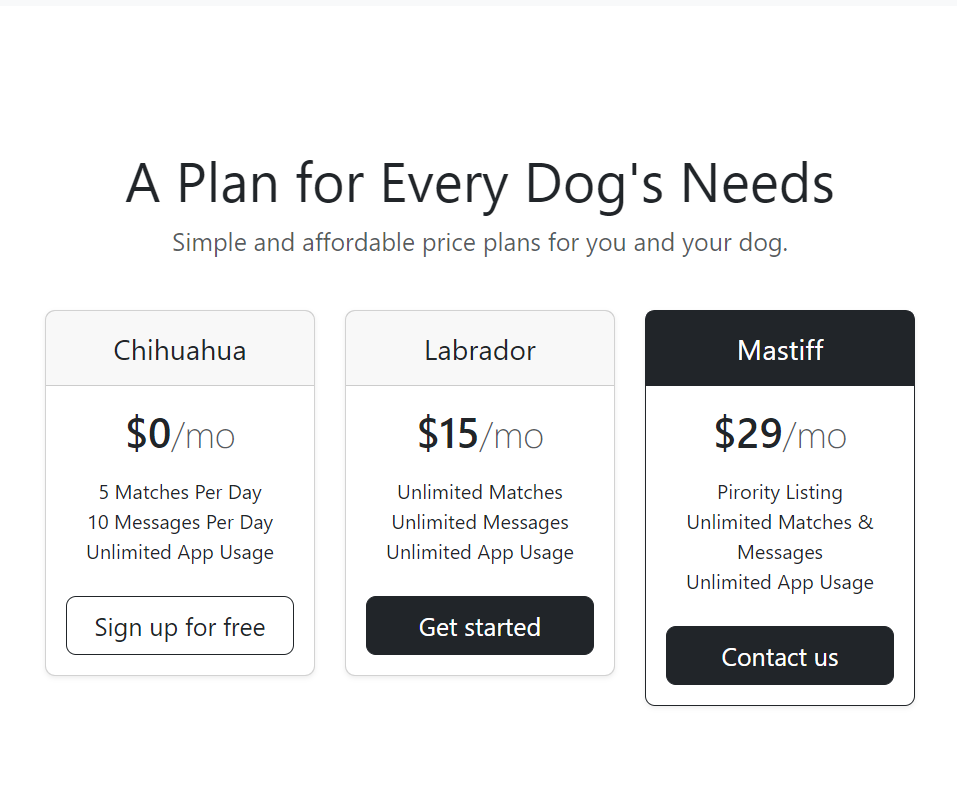 A Plan for Every Dog's Needs
Simple and affordable price plans for you and your dog.
Chihuahua
$0/mo
5 Matches Per Day
10 Messages Per Day
Unlimited App Usage
Sign up for free
Labrador
$15/mo
Unlimited Matches
Unlimited Messages
Unlimited App Usage
Get started
Mastiff
$29/mo
Pirority Listing
Unlimited Matches &
Messages
Unlimited App Usage
Contact us